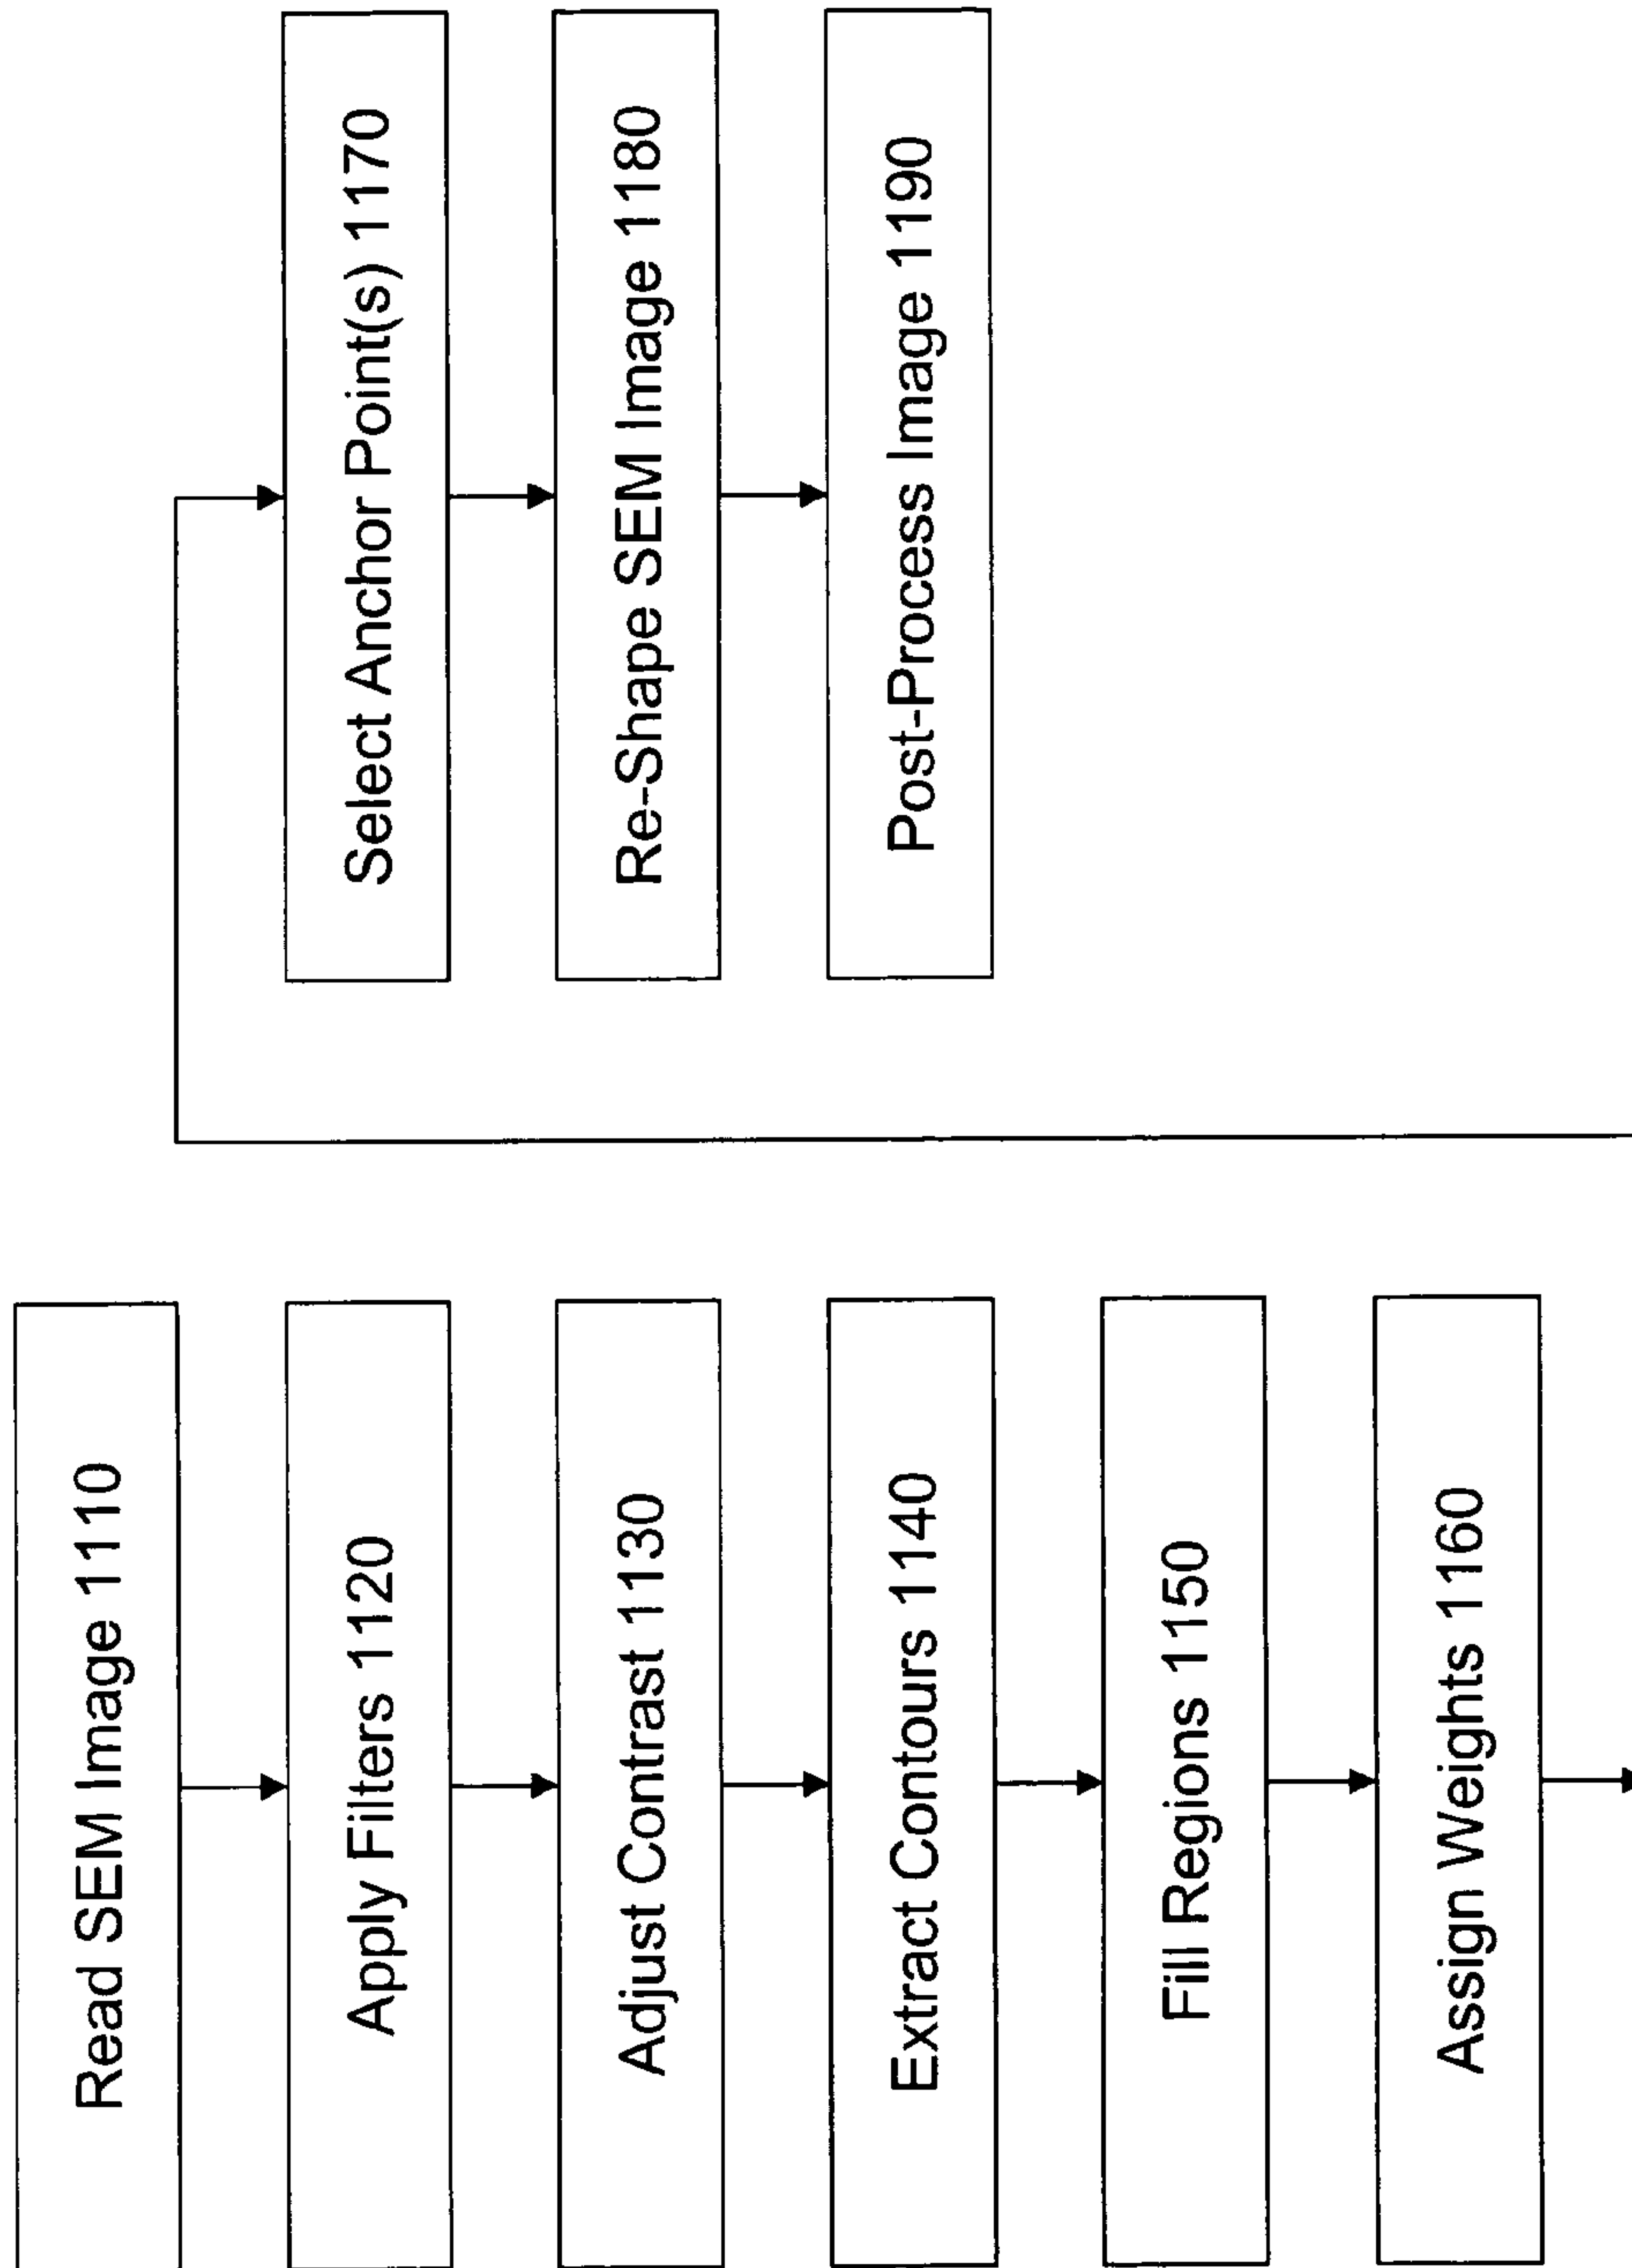 Read SEM Image 1110
Apply Filters 1120
Adjust Contrast 1130
Extract Contours 1140
Fill Regions 1150
Assign Weights 1160
Select Anchor Point(s) 1170
Re-Shape SEM Image 1180
Post-Process Image 1190